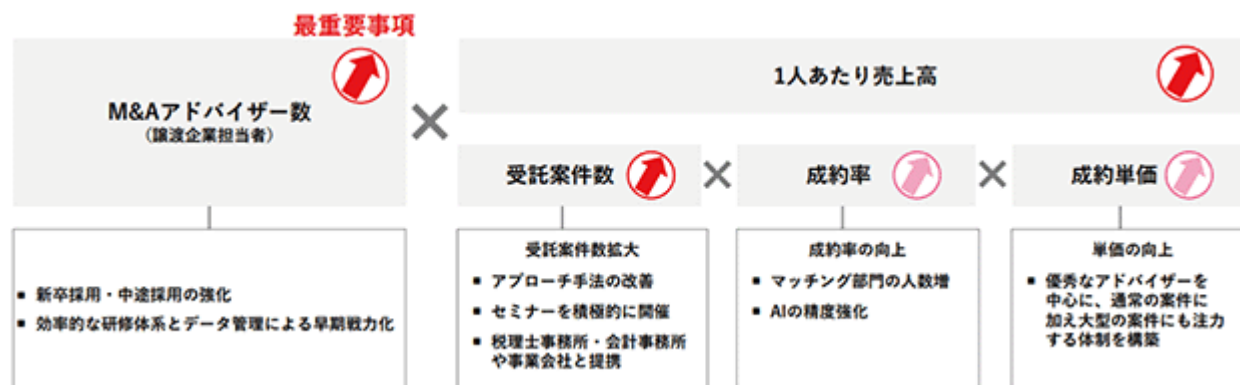 最重要事項
M&Aアドバイザー数
（譲渡企業担当者）
×
1人あたり売上高
受託案件数
×
成約率
×
成約単価
■ 新卒採用・中途採用の強化
■ 効率的な研修体系とデータ管理による早期戦力化
受託案件数拡大
■ アプローチ手法の改善
■ セミナーを積極的に開催
■ 税理士事務所・会計事務所
や事業会社と提携
成約率の向上
■ マッチング部門の人数増
■ AIの精度強化
単価の向上
■ 優秀なアドバイザーを
中心に、通常の案件に
加え大型の案件にも注力
する体制を構築